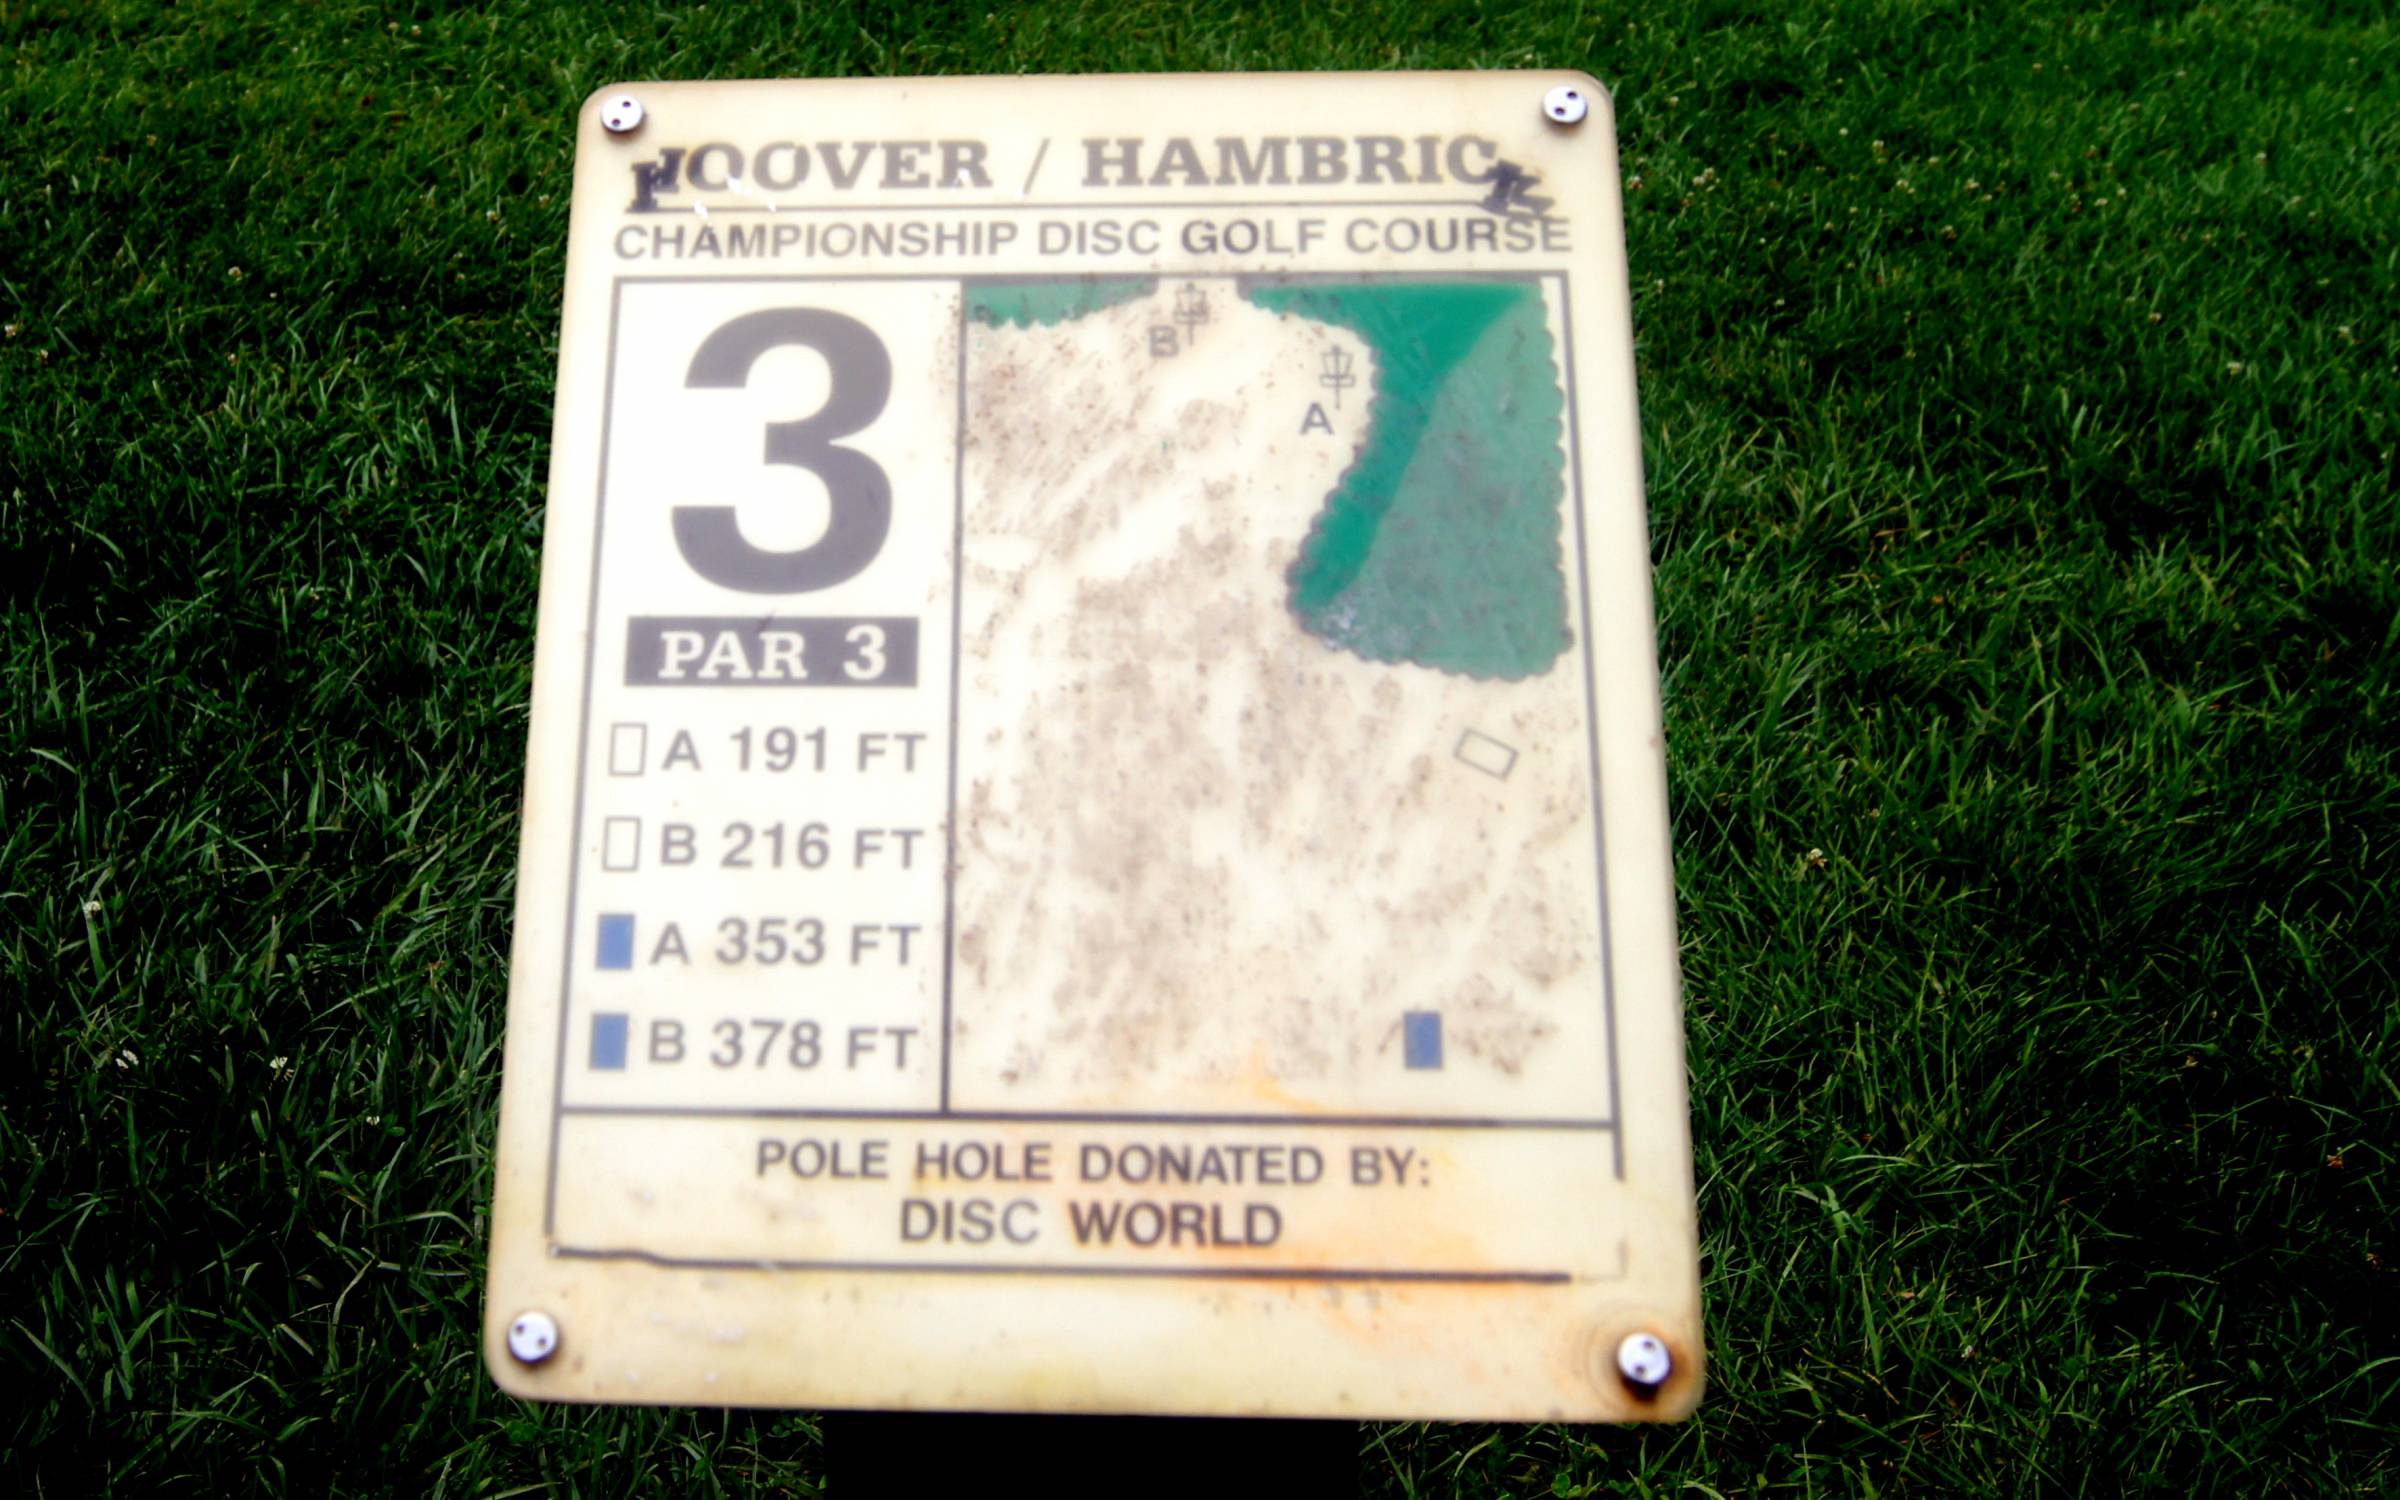 HOOVER / HAMBRICK
CHAMPIONSHIP DISC GOLF COURSE
3
PAR 3
A 191 FT
B 216 FT
A 353 FT
B 378 FT
B
A
POLE HOLE DONATED BY:
DISC WORLD